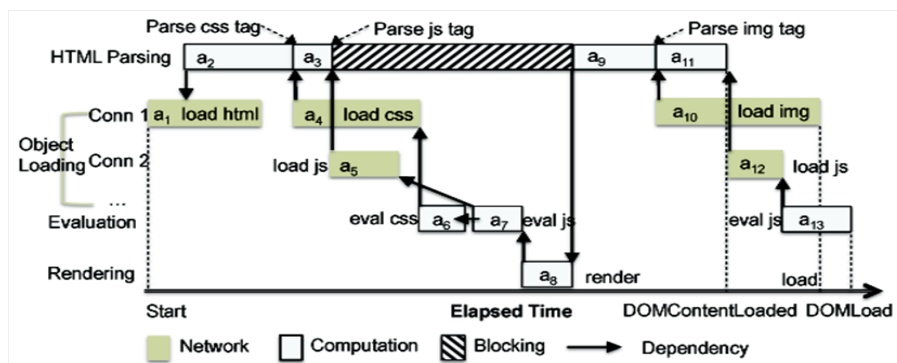 Parse css tag
Parse js tag
Parse img tag
HTML Parsing
a2
a3
a9
a11
Conn 1
a1 load html
a4 load css
a10 load img
Object Loading
Conn 2
load js
a5
a12
load js
...
Evaluation
eval css
a6
a7
eval js
eval js
a13
Rendering
a8
render
load
Start
Elapsed Time
DOMContentLoaded
DOMLoad
Network
Computation
Blocking
Dependency